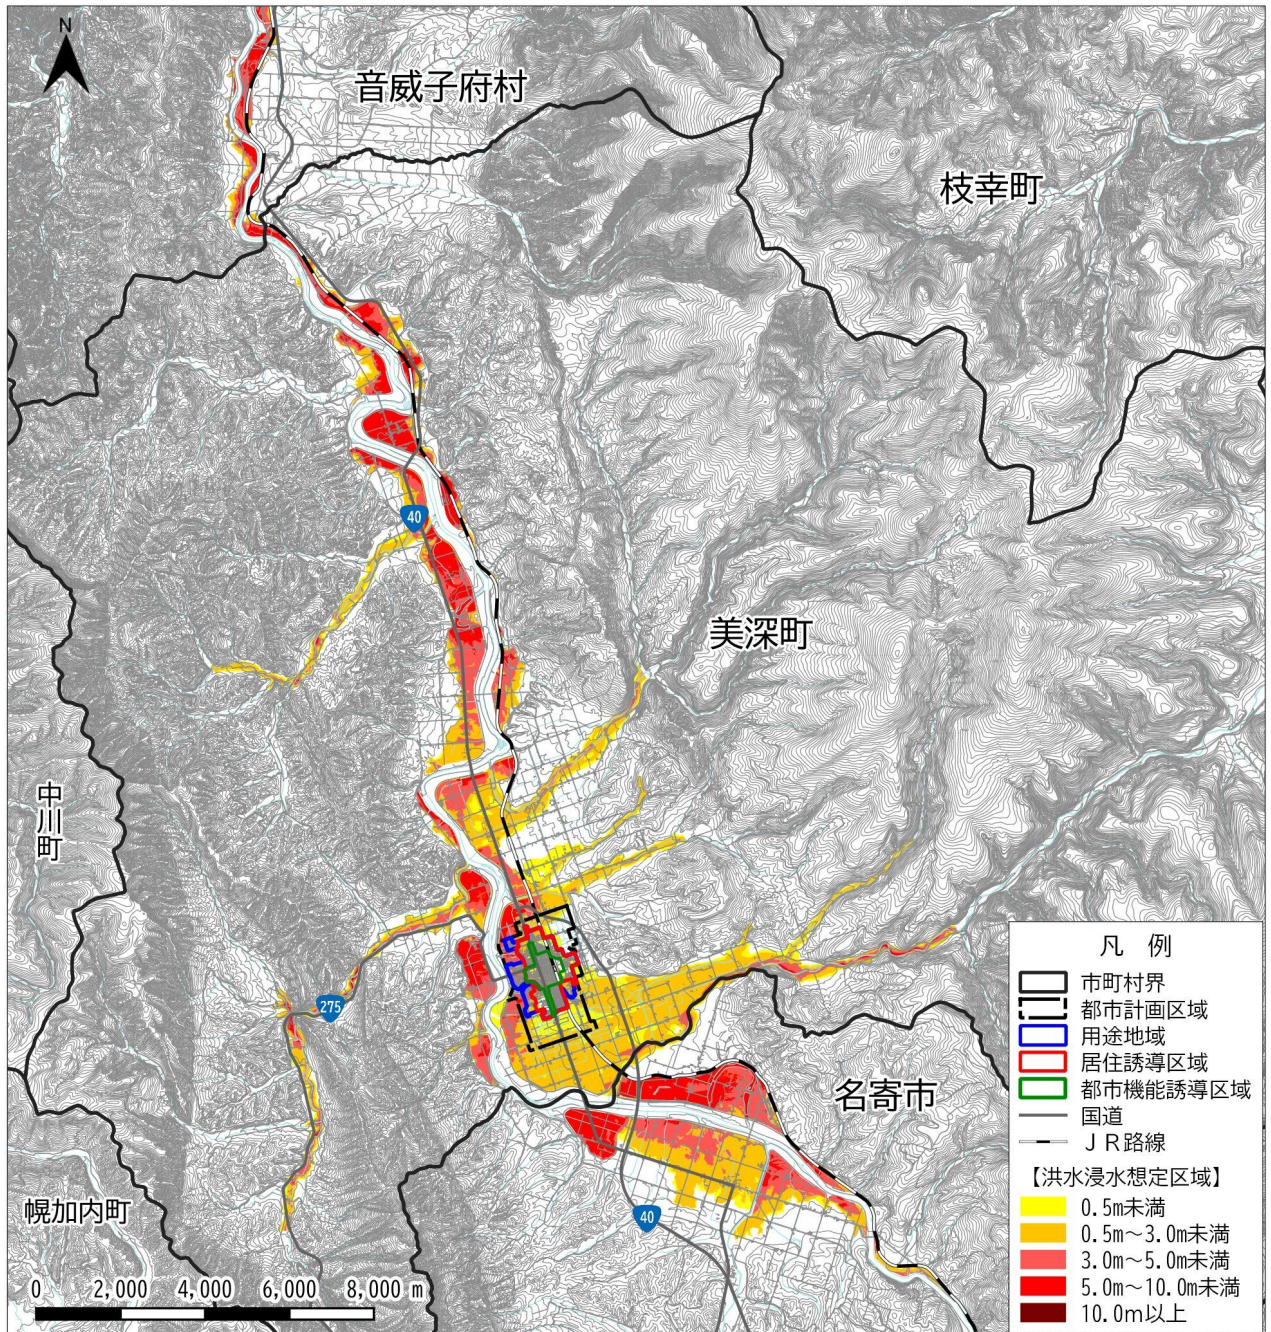 N
音威子府村
枝幸町
40
美深町
中川町
275
名寄市
40
幌加内町
0 2,000 4,000 6,000 8,000 m
凡 例
市町村界
都市計画区域
用途地域
居住誘導区域
都市機能誘導区域
国道
ＪＲ路線
【洪水浸水想定区域】
0.5m未満
0.5m～3.0m未満
3.0m～5.0m未満
5.0m～10.0m未満
10.0m以上